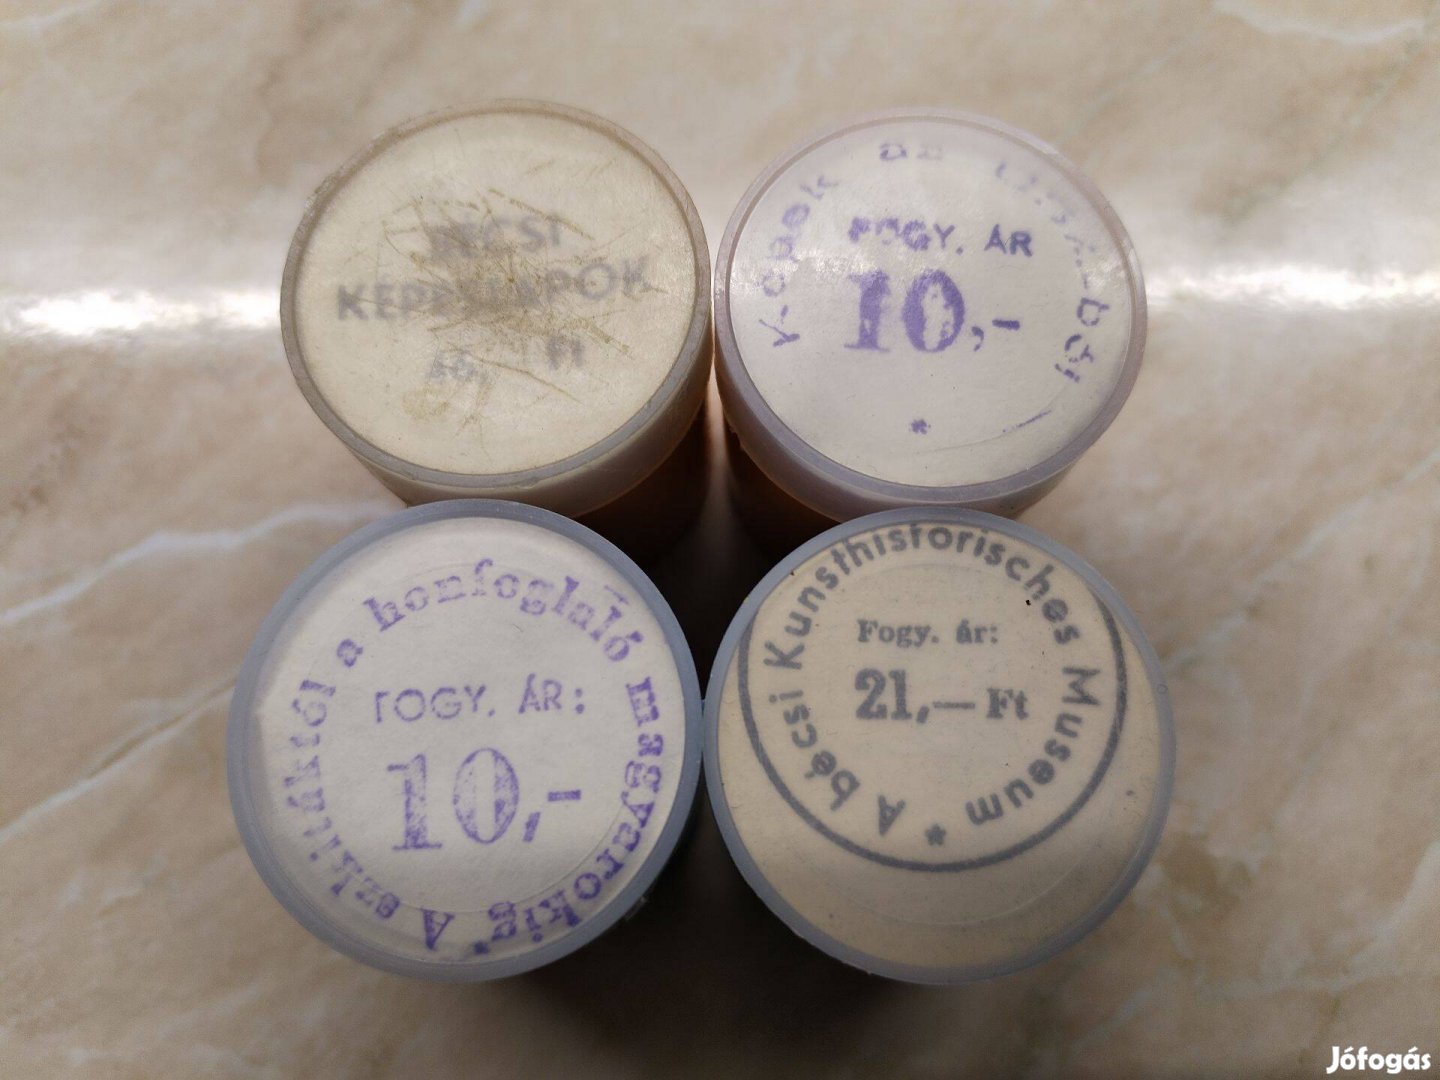 BÉCSI
KÉPESLAPOK
Ft
FOGY. ÁR
10,-
*
A szkítáktól a honfoglaló magyarokig
FOGY. ÁR:
10,-
A bécsi Kunsthistorisches Museum *
Fogy. ár:
21,— Ft
Jófogás